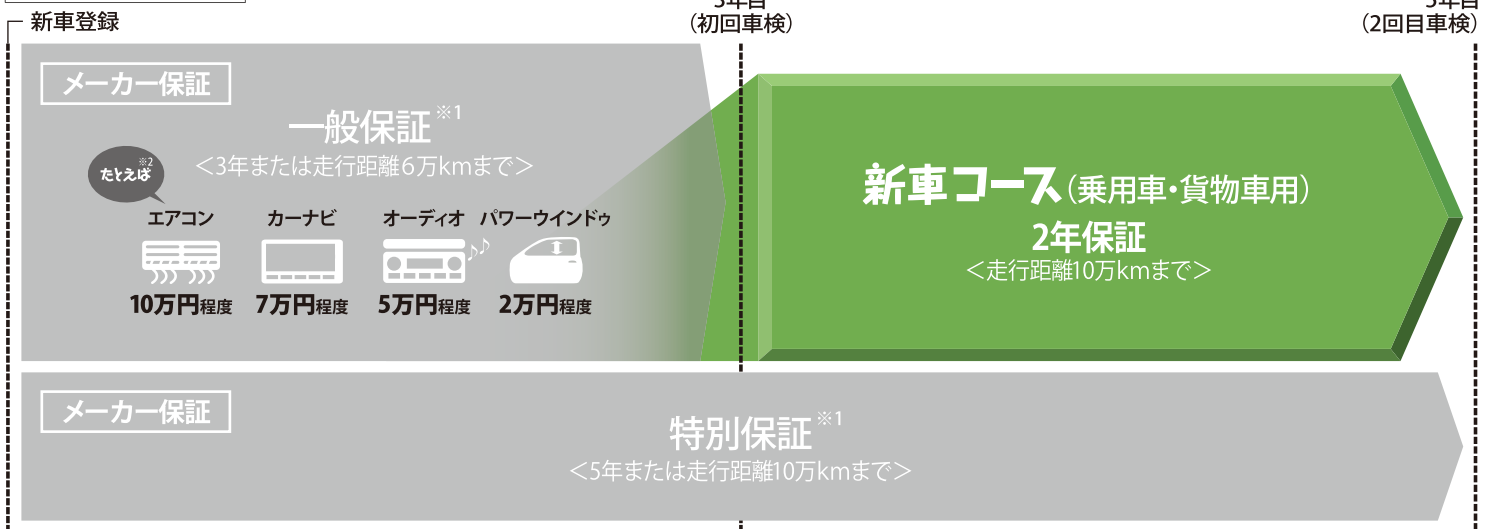 3年目
5年目
新車登録
（初回車検）
（2回目車検）
メーカー保証
一般保証※1
＜3年または走行距離6万kmまで＞
たとえば※2
エアコン
カーナビ
オーディオ
パワーウインドゥ
10万円程度
7万円程度
5万円程度
2万円程度
新車コース（乗用車・貨物車用）
2年保証
＜走行距離10万kmまで＞
メーカー保証
特別保証※1
＜5年または走行距離10万kmまで＞